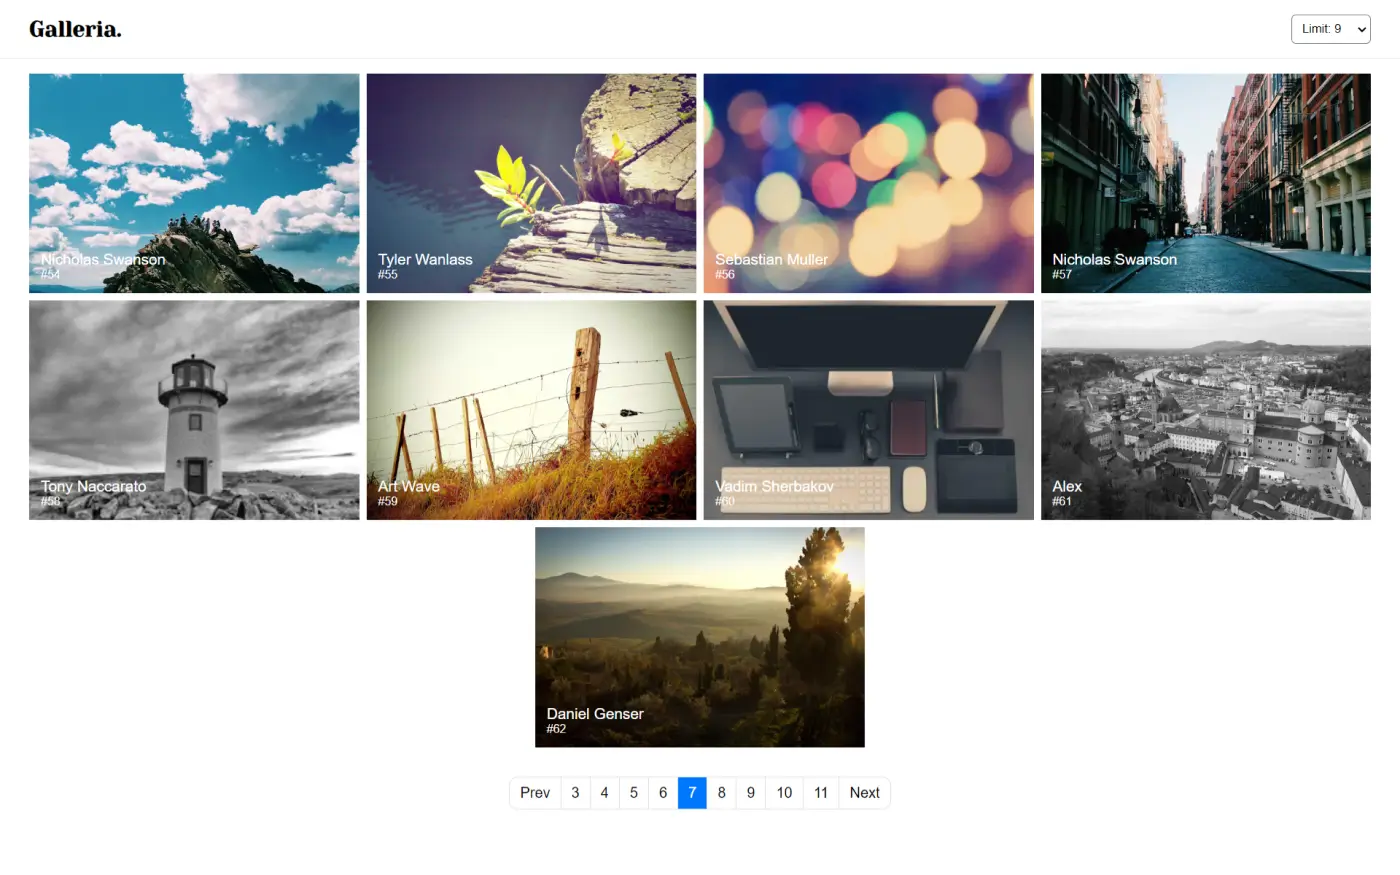 Galleria.
Limit: 9
Nicholas Swanson
#54
Tyler Wanlass
#55
Sebastian Muller
#56
Nicholas Swanson
#57
Tony Naccarato
#58
Art Wave
#59
Vadim Sherbakov
#60
Alex
#61
Daniel Genser
#62
Prev 3 4 5 6 7 8 9 10 11 Next